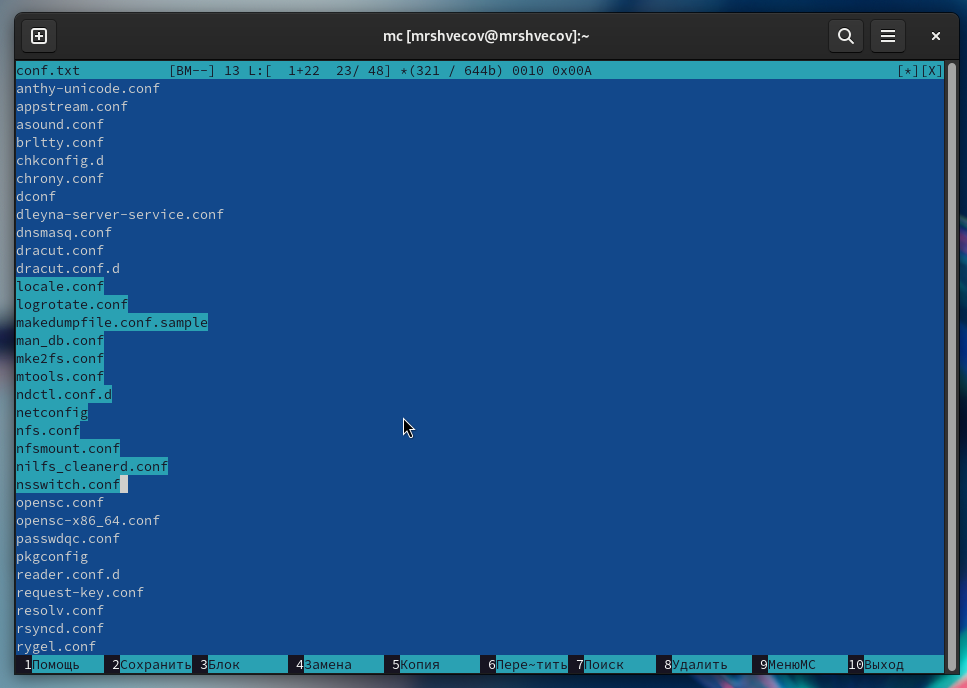 mc [mrshvecov@mrshvecov]:~
conf.txt [BM--] 13 L:[ 1+22 23/ 48] *(321 / 644b) 0010 0x00A [*][X]
anthy-unicode.conf
appstream.conf
asound.conf
brltty.conf
chkconfig.d
chrony.conf
dconf
dleyna-server-service.conf
dnsmasq.conf
dracut.conf
dracut.conf.d
locale.conf
logrotate.conf
makedumpfile.conf.sample
man_db.conf
mke2fs.conf
mtools.conf
ndctl.conf.d
netconfig
nfs.conf
nfsmount.conf
nilfs_cleanerd.conf
nsswitch.conf
opensc.conf
opensc-x86_64.conf
passwdqc.conf
pkgconfig
reader.conf.d
request-key.conf
resolv.conf
rsyncd.conf
rygel.conf
1Помощь 2Сохранить 3Блок 4Замена 5Копия 6Пере~тить 7Поиск 8Удалить 9МенюMC 10Выход